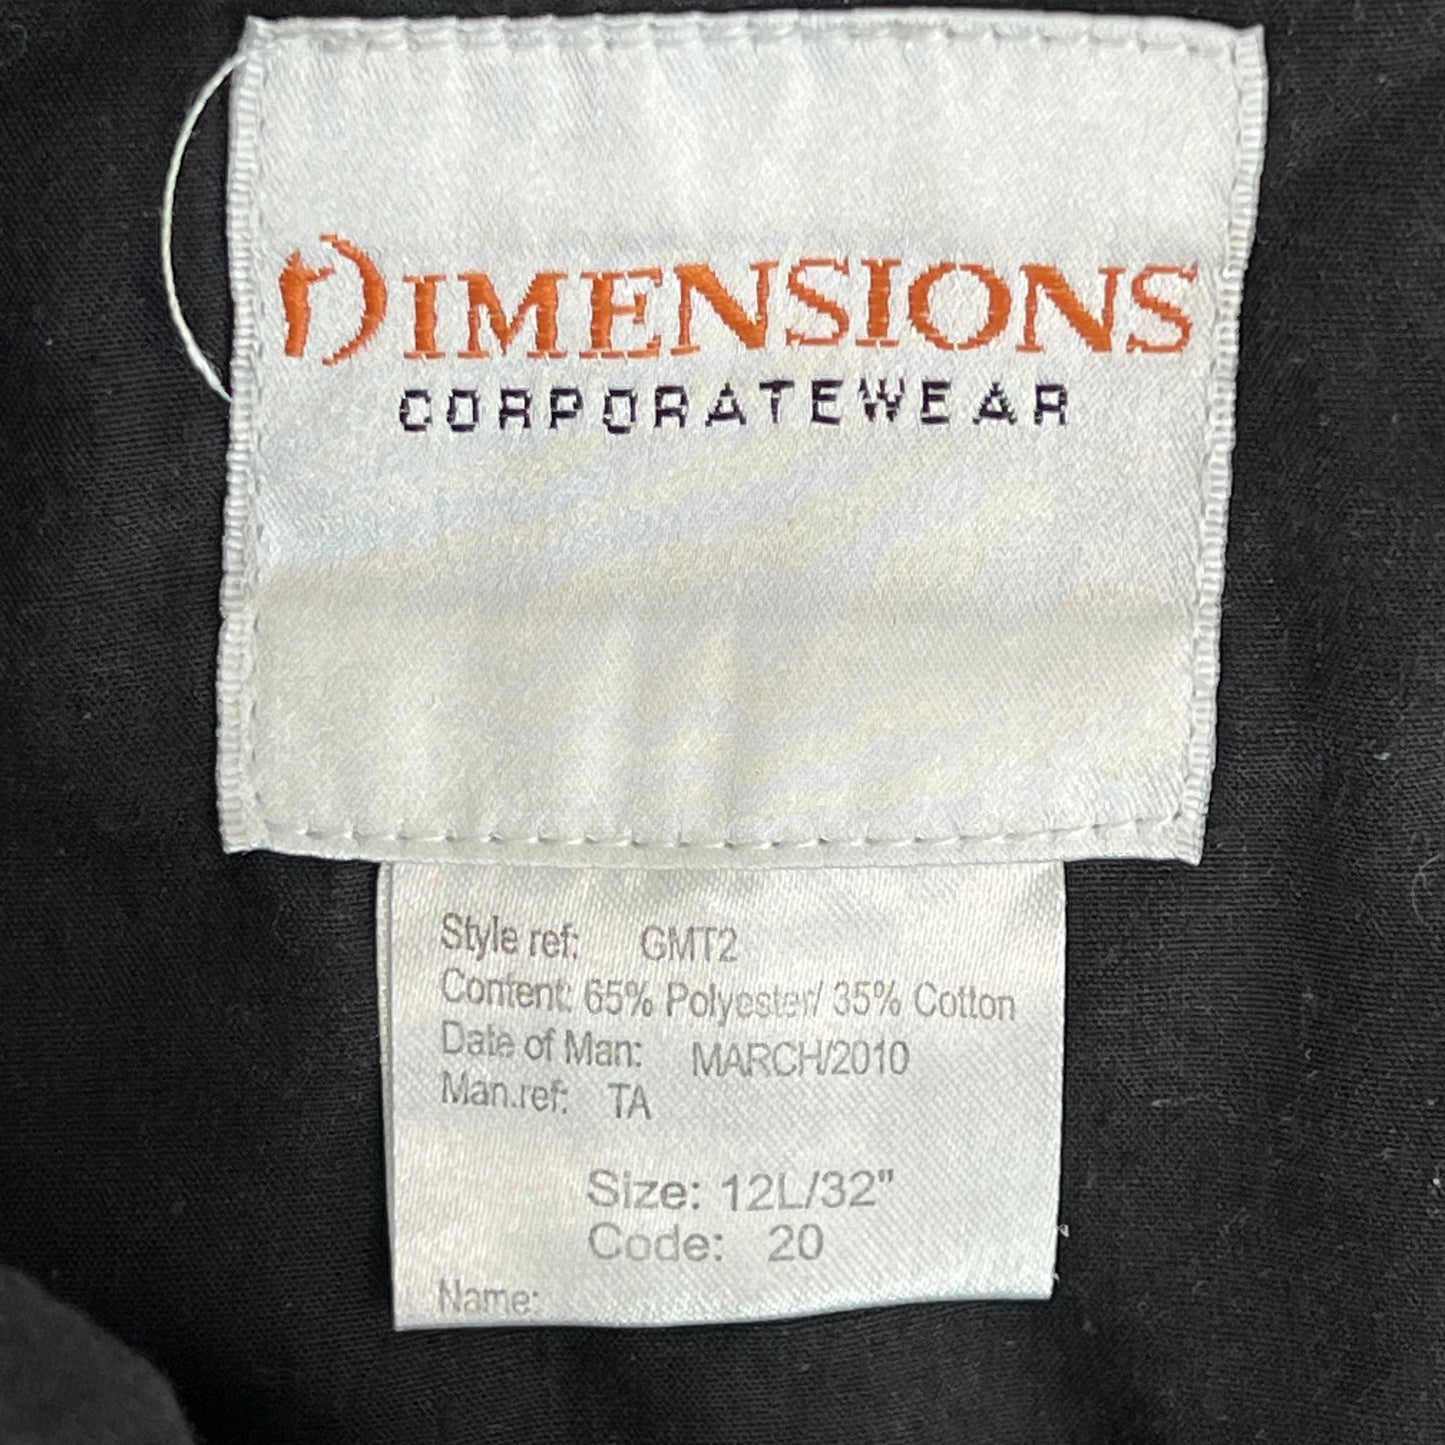 DIMENSIONS
CORPORATEWEAR
Style ref: GMT2
Content: 65% Polyester/ 35% Cotton
Date of Man: MARCH/2010
Man.ref: TA
Size: 12L/32"
Code: 20
Name: